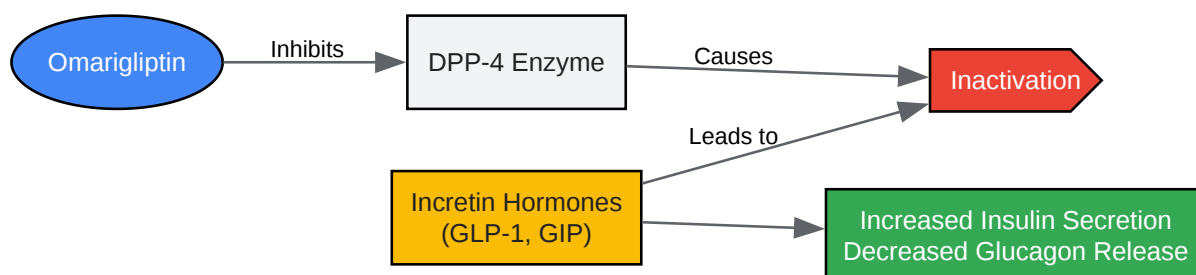 Omarigliptin
Inhibits
DPP-4 Enzyme
Causes
Inactivation
Leads to
Incretin Hormones
(GLP-1, GIP)
Increased Insulin Secretion
Decreased Glucagon Release